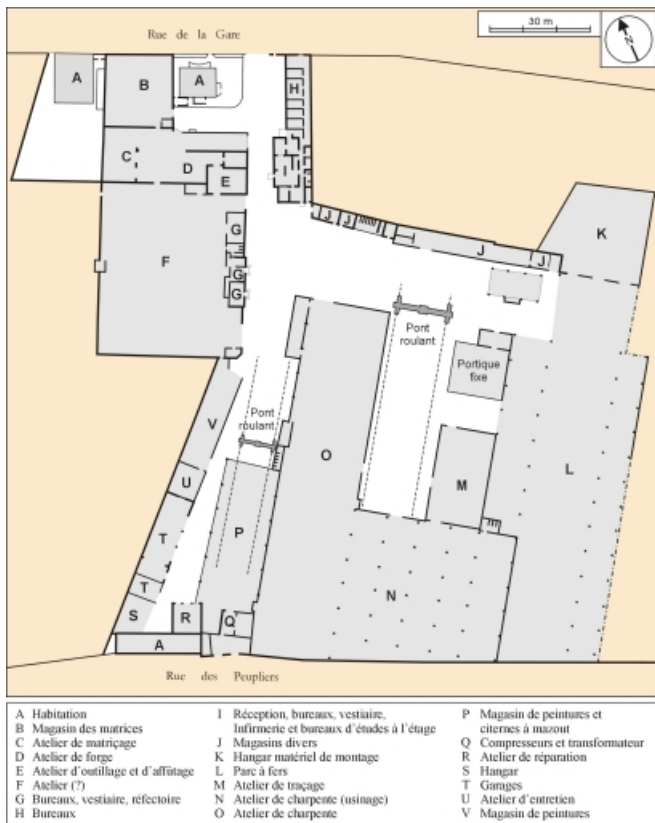 Rue de la Gare
30 m
N
A
B
A
H
C
D
E
G
J
J
K
F
J
J
G
G
Pont
roulant
Portique
fixe
Pont
roulant
V
O
L
U
M
P
T
N
T
S
R
Q
A
Rue des Peupliers
A Habitation
B Magasin des matrices
C Atelier de matriçage
D Atelier de forge
E Atelier d'outillage et d'affûtage
F Atelier (?)
G Bureaux, vestiaire, réfectoire
H Bureaux
I Réception, bureaux, vestiaire,
Infirmerie et bureaux d'études à l'étage
J Magasins divers
K Hangar matériel de montage
L Parc à fers
M Atelier de traçage
N Atelier de charpente (usinage)
O Atelier de charpente
P Magasin de peintures et
citernes à mazout
Q Compresseurs et transformateur
R Atelier de réparation
S Hangar
T Garages
U Atelier d'entretien
V Magasin de peintures